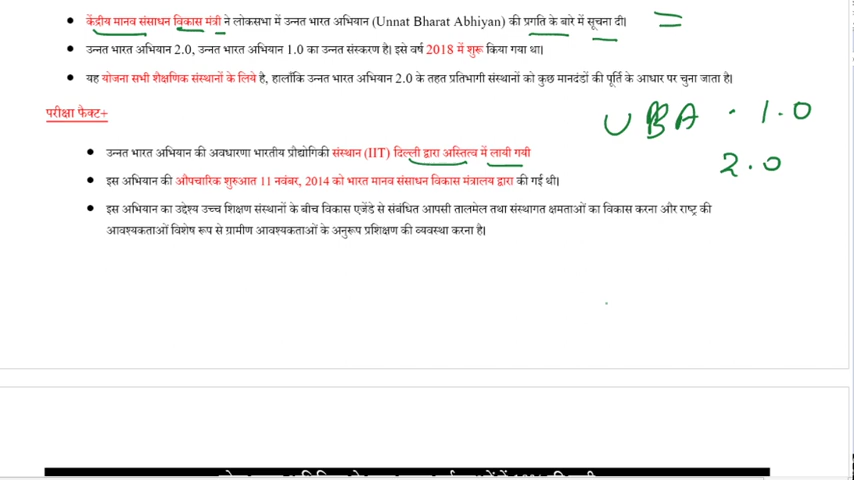 केंद्रीय मानव संसाधन विकास मंत्री ने लोकसभा में उन्नत भारत अभियान (Unnat Bharat Abhiyan) की प्रगति के बारे में सूचना दी।
उन्नत भारत अभियान 2.0, उन्नत भारत अभियान 1.0 का उन्नत संस्करण है। इसे वर्ष 2018 में शुरू किया गया था।
यह योजना सभी शैक्षणिक संस्थानों के लिये है, हालाँकि उन्नत भारत अभियान 2.0 के तहत प्रतिभागी संस्थानों को कुछ मानदंडों की पूर्ति के आधार पर चुना जाता है।
UBA · 1.0
2.0
परीक्षा फैक्ट+
उन्नत भारत अभियान की अवधारणा भारतीय प्रौद्योगिकी संस्थान (IIT) दिल्ली द्वारा अस्तित्व में लायी गयी
इस अभियान की औपचारिक शुरुआत 11 नवंबर, 2014 को भारत मानव संसाधन विकास मंत्रालय द्वारा की गई थी।
इस अभियान का उद्देश्य उच्च शिक्षण संस्थानों के बीच विकास एजेंडे से संबंधित आपसी तालमेल तथा संस्थागत क्षमताओं का विकास करना और राष्ट्र की
आवश्यकताओं विशेष रूप से ग्रामीण आवश्यकताओं के अनुरूप प्रशिक्षण की व्यवस्था करना है।